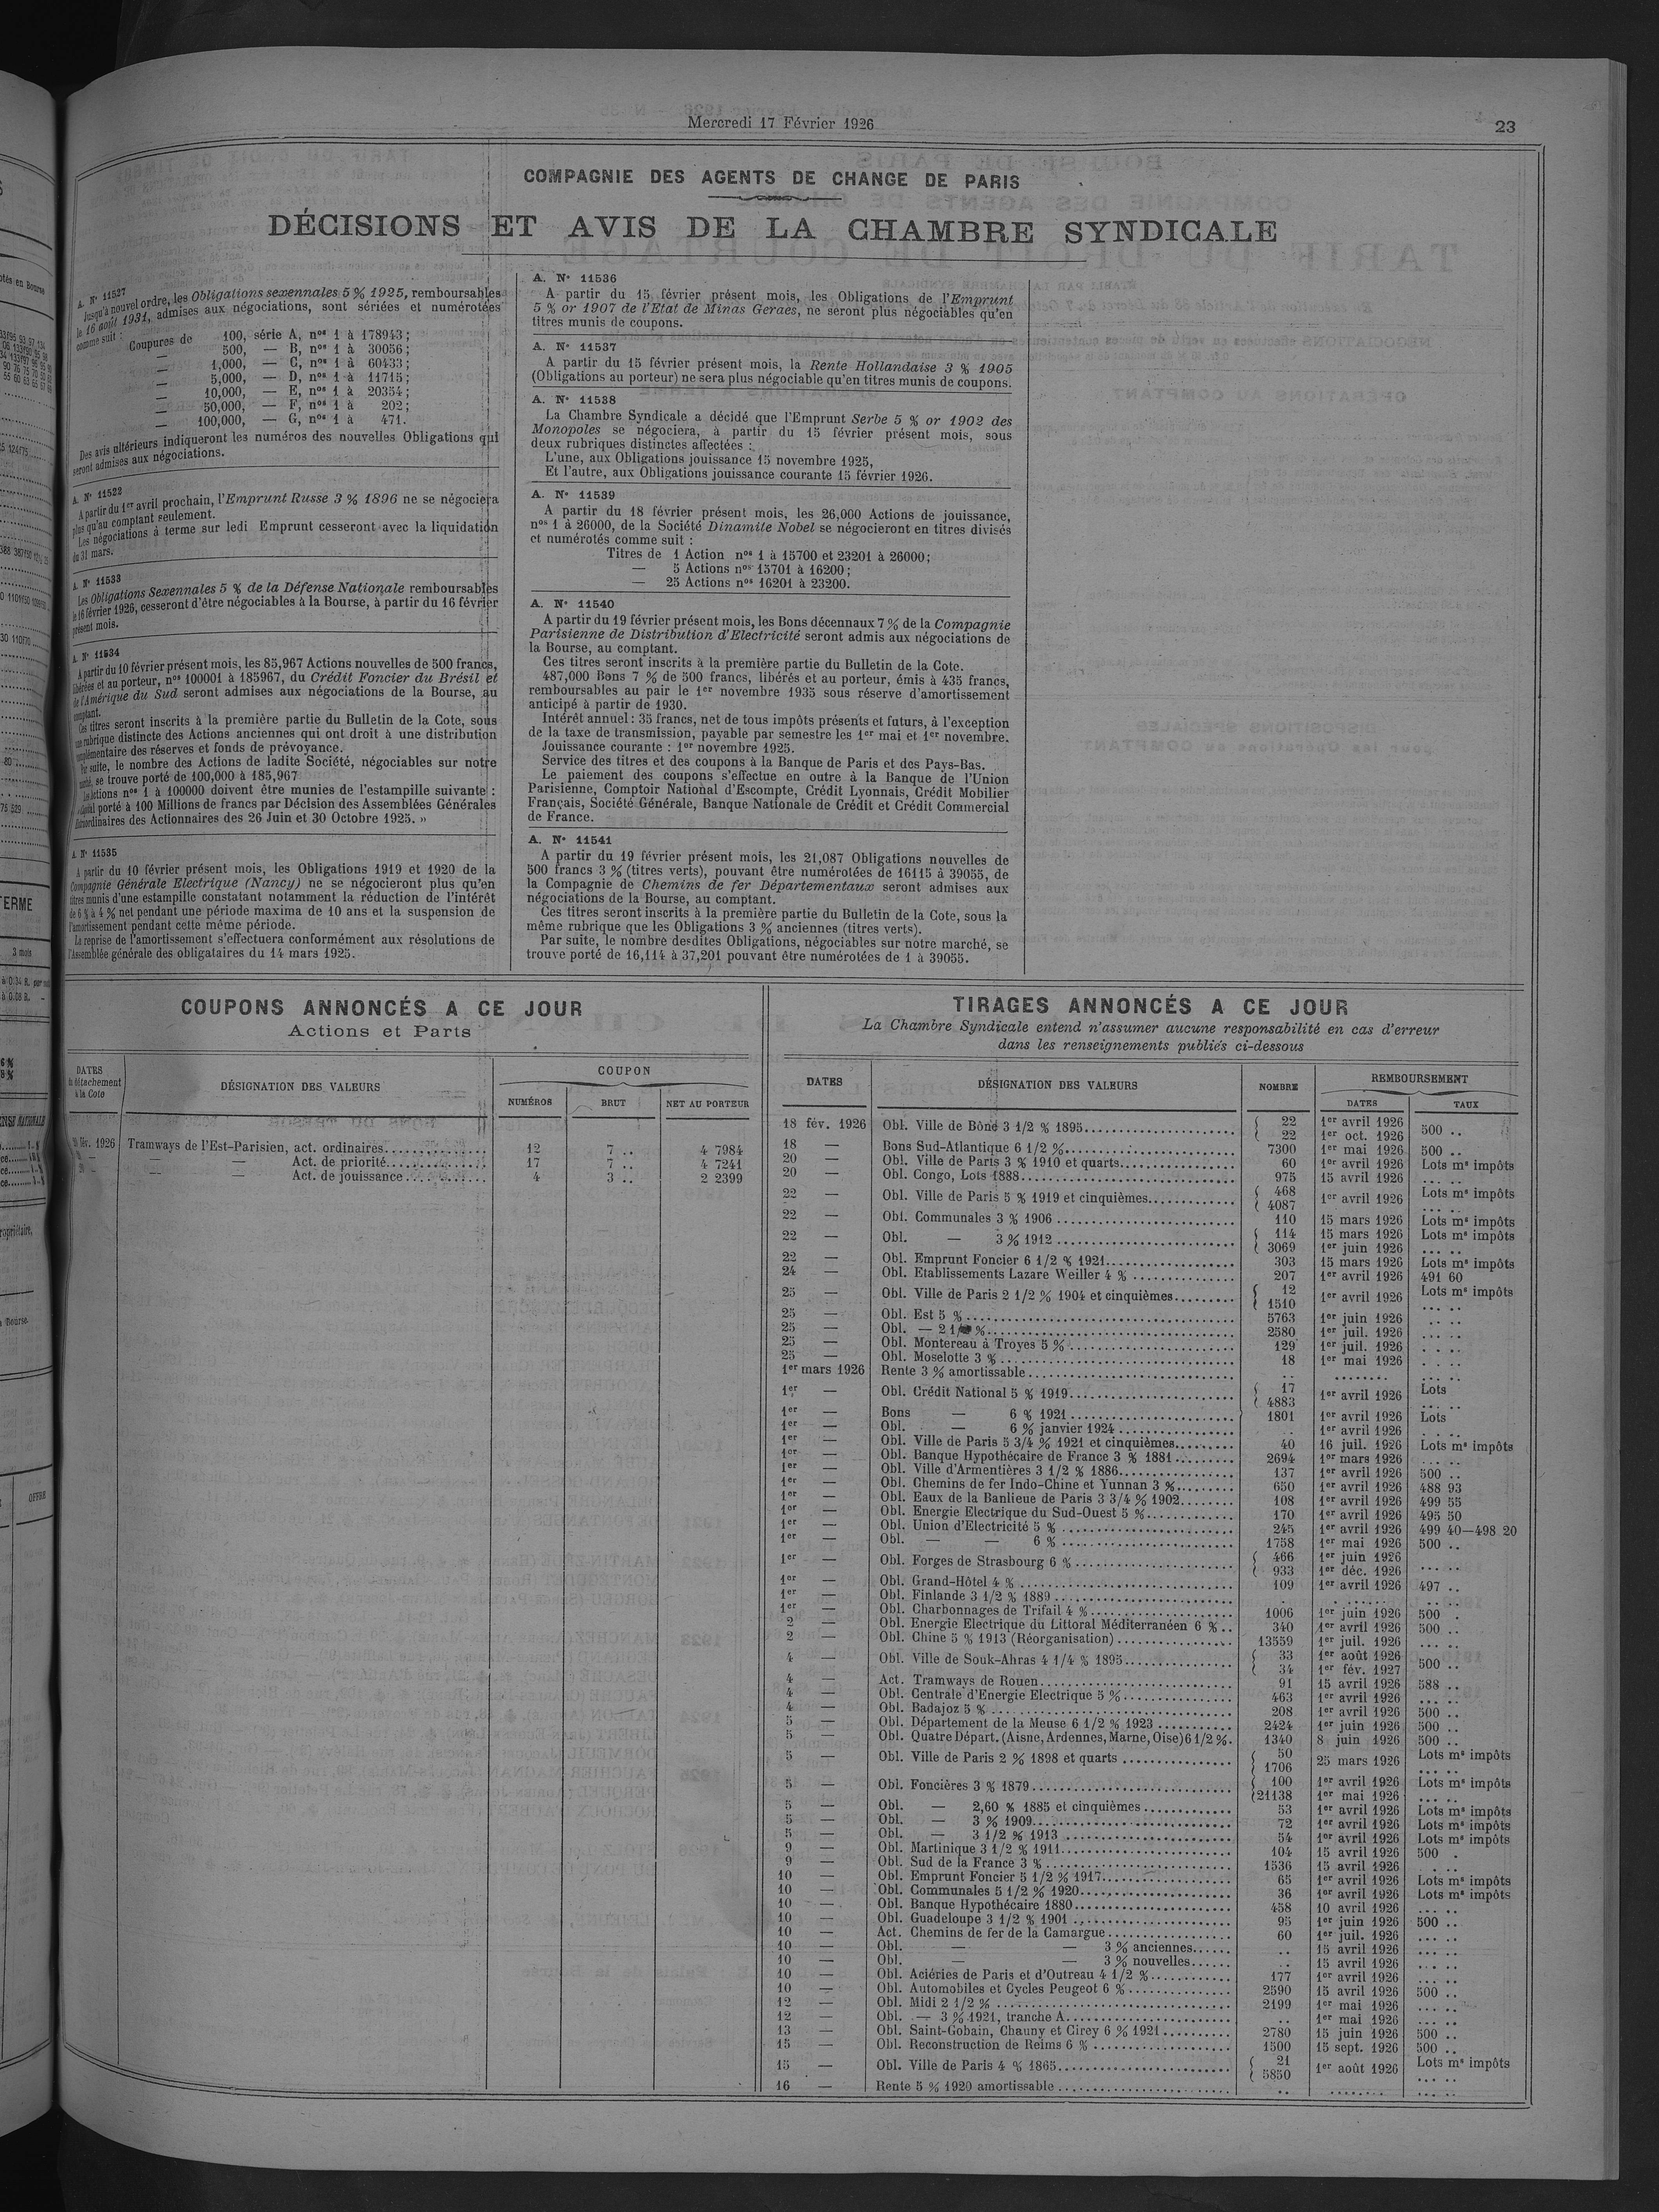 Mercredi 17 Février 1926
23
COMPAGNIE DES AGENTS DE CHANGE DE PARIS
DÉCISIONS ET AVIS DE LA CHAMBRE SYNDICALE
A. N° 11527
Jusqu'à nouvel ordre, les Obligations sexennales 5 % 1925, remboursables
le 16 août 1931, admises aux négociations, sont sériées et numérotées
comme suit :
Coupures de 100, série A, nos 1 à 178943;
— 500, — B, nos 1 à 30056;
— 1,000, — C, nos 1 à 60433;
— 5,000, — D, nos 1 à 11715;
— 10,000, — E, nos 1 à 20354;
— 50,000, — F, nos 1 à 202;
— 100,000, — G, nos 1 à 471.
Des avis ultérieurs indiqueront les numéros des nouvelles Obligations qui
seront admises aux négociations.
A. N° 11522
A partir du 1er avril prochain, l'Emprunt Russe 3 % 1896 ne se négociera
plus qu'au comptant seulement.
Les négociations à terme sur ledi Emprunt cesseront avec la liquidation
du 31 mars.
A. N° 11533
Les Obligations Sexennales 5 % de la Défense Nationale remboursables
le 16 février 1926, cesseront d'être négociables à la Bourse, à partir du 16 février
présent mois.
A. N° 11534
A partir du 10 février présent mois, les 85,967 Actions nouvelles de 500 francs,
libérées et au porteur, nos 100001 à 185967, du Crédit Foncier du Brésil et
de l'Amérique du Sud seront admises aux négociations de la Bourse, au
comptant.
Ces titres seront inscrits à la première partie du Bulletin de la Cote, sous
une rubrique distincte des Actions anciennes qui ont droit à une distribution
complémentaire des réserves et fonds de prévoyance.
Par suite, le nombre des Actions de ladite Société, négociables sur notre
marché, se trouve porté de 100,000 à 185,967
Les Actions nos 1 à 100000 doivent être munies de l'estampille suivante :
porté à 100 Millions de francs par Décision des Assemblées Générales
Extraordinaires des Actionnaires des 26 Juin et 30 Octobre 1925. »
A. N° 11535
A partir du 10 février présent mois, les Obligations 1919 et 1920 de la
Compagnie Générale Electrique (Nancy) ne se négocieront plus qu'en
titres munis d'une estampille constatant notamment la réduction de l'intérêt
de 6 % à 4 % net pendant une période maxima de 10 ans et la suspension de
l'amortissement pendant cette même période.
La reprise de l'amortissement s'effectuera conformément aux résolutions de
l'Assemblée générale des obligataires du 14 mars 1925.
A. N° 11536
A partir du 15 février présent mois, les Obligations de l'Emprunt
5 % or 1907 de l'Etat de Minas Geraes, ne seront plus négociables qu'en
titres munis de coupons.
A. N° 11537
A partir du 15 février présent mois, la Rente Hollandaise 3 % 1905
(Obligations au porteur) ne sera plus négociable qu'en titres munis de coupons.
A. N° 11538
La Chambre Syndicale a décidé que l'Emprunt Serbe 5 % or 1902 des
Monopoles se négociera, à partir du 15 février présent mois, sous
deux rubriques distinctes affectées :
L'une, aux Obligations jouissance 15 novembre 1925,
Et l'autre, aux Obligations jouissance courante 15 février 1926.
A. N° 11539
A partir du 18 février présent mois, les 26,000 Actions de jouissance,
nos 1 à 26000, de la Société Dinamite Nobel se négocieront en titres divisés
et numérotés comme suit :
Titres de 1 Action nos 1 à 15700 et 23201 à 26000;
— 5 Actions nos 15701 à 16200;
— 25 Actions nos 16201 à 23200.
A. N° 11540
A partir du 19 février présent mois, les Bons décennaux 7 % de la Compagnie
Parisienne de Distribution d'Electricité seront admis aux négociations de
la Bourse, au comptant.
Ces titres seront inscrits à la première partie du Bulletin de la Cote.
487,000 Bons 7 % de 500 francs, libérés et au porteur, émis à 435 francs,
remboursables au pair le 1er novembre 1935 sous réserve d'amortissement
anticipé à partir de 1930.
Intérêt annuel : 35 francs, net de tous impôts présents et futurs, à l'exception
de la taxe de transmission, payable par semestre les 1er mai et 1er novembre.
Jouissance courante : 1er novembre 1925.
Service des titres et des coupons à la Banque de Paris et des Pays-Bas.
Le paiement des coupons s'effectue en outre à la Banque de l'Union
Parisienne, Comptoir National d'Escompte, Crédit Lyonnais, Crédit Mobilier
Français, Société Générale, Banque Nationale de Crédit et Crédit Commercial
de France.
A. N° 11541
A partir du 19 février présent mois, les 21,087 Obligations nouvelles de
500 francs 3 % (titres verts), pouvant être numérotées de 16115 à 39055, de
la Compagnie de Chemins de fer Départementaux seront admises aux
négociations de la Bourse, au comptant.
Ces titres seront inscrits à la première partie du Bulletin de la Cote, sous la
même rubrique que les Obligations 3 % anciennes (titres verts).
Par suite, le nombre desdites Obligations, négociables sur notre marché, se
trouve porté de 16,114 à 37,201 pouvant être numérotées de 1 à 39055.
COUPONS ANNONCÉS A CE JOUR
Actions et Parts
DATES du détachement à la Cote | DÉSIGNATION DES VALEURS | COUPON
NUMÉROS | BRUT | NET AU PORTEUR
fév. 1926 Tramways de l'Est-Parisien, act. ordinaires 12 7 .. 4 7984
— — Act. de priorité 17 7 .. 4 7241
— — Act. de jouissance 4 3 .. 2 2399
TIRAGES ANNONCÉS A CE JOUR
La Chambre Syndicale entend n'assumer aucune responsabilité en cas d'erreur
dans les renseignements publiés ci-dessous
DATES | DÉSIGNATION DES VALEURS | NOMBRE | REMBOURSEMENT
DATES | TAUX
18 fév. 1926 Obl. Ville de Bône 3 1/2 % 1895 22 1er avril 1926 500 ..
22 1er oct. 1926
18 — Bons Sud-Atlantique 6 1/2 % 7300 1er mai 1926 500 ..
20 — Obl. Ville de Paris 3 % 1910 et quarts 60 1er avril 1926 Lots ms impôts
20 — Obl. Congo, Lots 1888 975 15 avril 1926 .. ..
22 — Obl. Ville de Paris 5 % 1919 et cinquièmes 468 1er avril 1926 Lots ms impôts
4087 .. ..
22 — Obl. Communales 3 % 1906 110 15 mars 1926 Lots ms impôts
22 — Obl. — 3 % 1912 114 15 mars 1926 Lots ms impôts
3069 1er juin 1926 .. ..
22 — Obl. Emprunt Foncier 6 1/2 % 1921 303 15 mars 1926 Lots ms impôts
24 — Obl. Etablissements Lazare Weiller 4 % 207 1er avril 1926 491 60
25 — Obl. Ville de Paris 2 1/2 % 1904 et cinquièmes 12 1er avril 1926 Lots ms impôts
1510 .. ..
25 — Obl. Est 5 % 5763 1er juin 1926 .. ..
25 — Obl. — 2 1/ % 2580 1er juil. 1926 .. ..
25 — Obl. Montereau à Troyes 5 % 129 1er juil. 1926 .. ..
25 — Obl. Moselotte 3 % 18 1er mai 1926 .. ..
1er mars 1926 Rente 3 % amortissable .. .. .. ..
1er — Obl. Crédit National 5 % 1919 17 1er avril 1926 Lots
4883 .. ..
1er — Bons — 6 % 1921 1801 1er avril 1926 Lots
1er — Obl. — 6 % janvier 1924 . 1er avril 1926 .. ..
1er — Obl. Ville de Paris 5 3/4 % 1921 et cinquièmes 40 16 juil. 1926 Lots ms impôts
1er — Obl. Banque Hypothécaire de France 3 % 1881 2694 1er mars 1926 .. ..
1er — Obl. Ville d'Armentières 3 1/2 % 1886 137 1er avril 1926 500 ..
1er — Obl. Chemins de fer Indo-Chine et Yunnan 3 % 650 1er avril 1926 488 93
1er — Obl. Eaux de la Banlieue de Paris 3 3/4 % 1902 108 1er avril 1926 499 55
1er — Obl. Energie Electrique du Sud-Ouest 5 % 170 1er avril 1926 495 50
1er — Obl. Union d'Electricité 5 % 245 1er avril 1926 499 40—498 20
1er — Obl. — — 6 % 1758 1er mai 1926 500 ..
1er — Obl. Forges de Strasbourg 6 % 466 1er juin 1926 .. ..
933 1er déc. 1926
1er — Obl. Grand-Hôtel 4 % 109 1er avril 1926 497 ..
1er — Obl. Finlande 3 1/2 % 1889 . .. .. ..
1er — Obl. Charbonnages de Trifail 4 % 1006 1er juin 1926 500 .
2 — Obl. Energie Electrique du Littoral Méditerranéen 6 % 340 1er avril 1926 500 ..
2 — Obl. Chine 5 % 1913 (Réorganisation) 13559 1er juil. 1926 .. ..
4 — Obl. Ville de Souk-Ahras 4 1/4 % 1895 33 1er août 1926 500 ..
34 1er fév. 1927
4 — Act. Tramways de Rouen 91 15 avril 1926 588 ..
4 — Obl. Centrale d'Energie Electrique 5 % 463 1er avril 1926 .. ..
4 — Obl. Badajoz 5 % 208 1er avril 1926 500 ..
5 — Obl. Département de la Meuse 6 1/2 % 1923 2424 1er juin 1926 500 ..
5 — Obl. Quatre Départ. (Aisne, Ardennes, Marne, Oise) 6 1/2 % 1340 8 juin 1926 500 ..
5 — Obl. Ville de Paris 2 % 1898 et quarts 50 25 mars 1926 Lots ms impôts
1706 .. ..
5 — Obl. Foncières 3 % 1879 100 1er avril 1926 Lots ms impôts
21138 1er mai 1926 .. ..
5 — Obl. — 2,60 % 1885 et cinquièmes 53 1er avril 1926 Lots ms impôts
5 — Obl. — 3 % 1909 72 1er avril 1926 Lots ms impôts
5 — Obl. — 3 1/2 % 1913 54 1er avril 1926 Lots ms impôts
9 — Obl. Martinique 3 1/2 % 1911 104 15 avril 1926 500 .
9 — Obl. Sud de la France 3 % 1536 15 avril 1926 .. ..
10 — Obl. Emprunt Foncier 5 1/2 % 1917 65 1er avril 1926 Lots ms impôts
10 — Obl. Communales 5 1/2 % 1920 36 1er avril 1926 Lots ms impôts
10 — Obl. Banque Hypothécaire 1880 458 10 avril 1926 .. ..
10 — Obl. Guadeloupe 3 1/2 % 1901 95 1er juin 1926 500 ..
10 — Act. Chemins de fer de la Camargue 60 1er juil. 1926 .. ..
10 — Obl. — — 3 % anciennes .. 15 avril 1926 .. ..
10 — Obl. — — 3 % nouvelles .. 15 avril 1926 .. ..
10 — Obl. Aciéries de Paris et d'Outreau 4 1/2 % 177 1er avril 1926 .. ..
10 — Obl. Automobiles et Cycles Peugeot 6 % 2590 15 avril 1926 500 ..
12 — Obl. Midi 2 1/2 % 2199 1er mai 1926 .. ..
12 — Obl. — 3 % 1921, tranche A .. 1er mai 1926 .. ..
13 — Obl. Saint-Gobain, Chauny et Cirey 6 % 1921 2780 15 juin 1926 500 ..
15 — Obl. Reconstruction de Reims 6 % 1500 15 sept. 1926 500 ..
15 — Obl. Ville de Paris 4 % 1865 21 1er août 1926 Lots ms impôts
5850 .. ..
16 — Rente 5 % 1920 amortissable .. .. .. ..